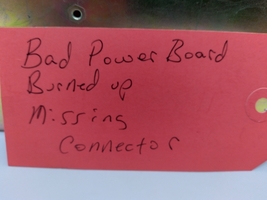 Bad Power Board
Burned up
Missing
Connector